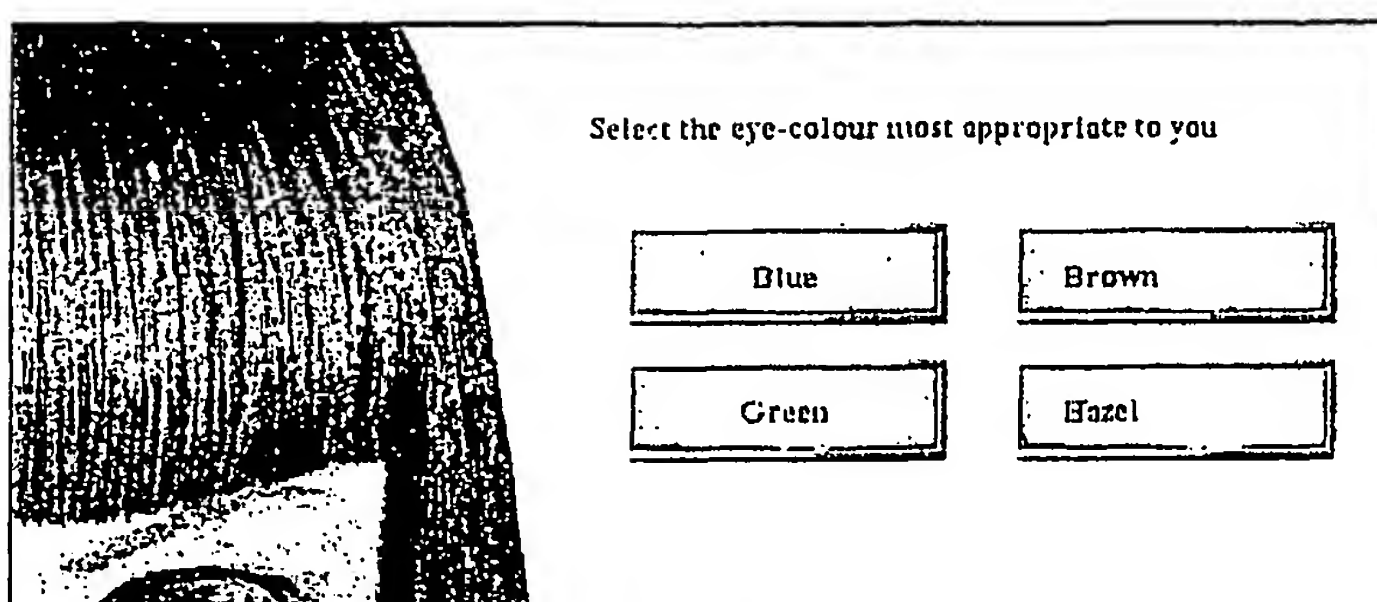 Select the eye-colour most appropriate to you
Blue
Brown
Green
Hazel